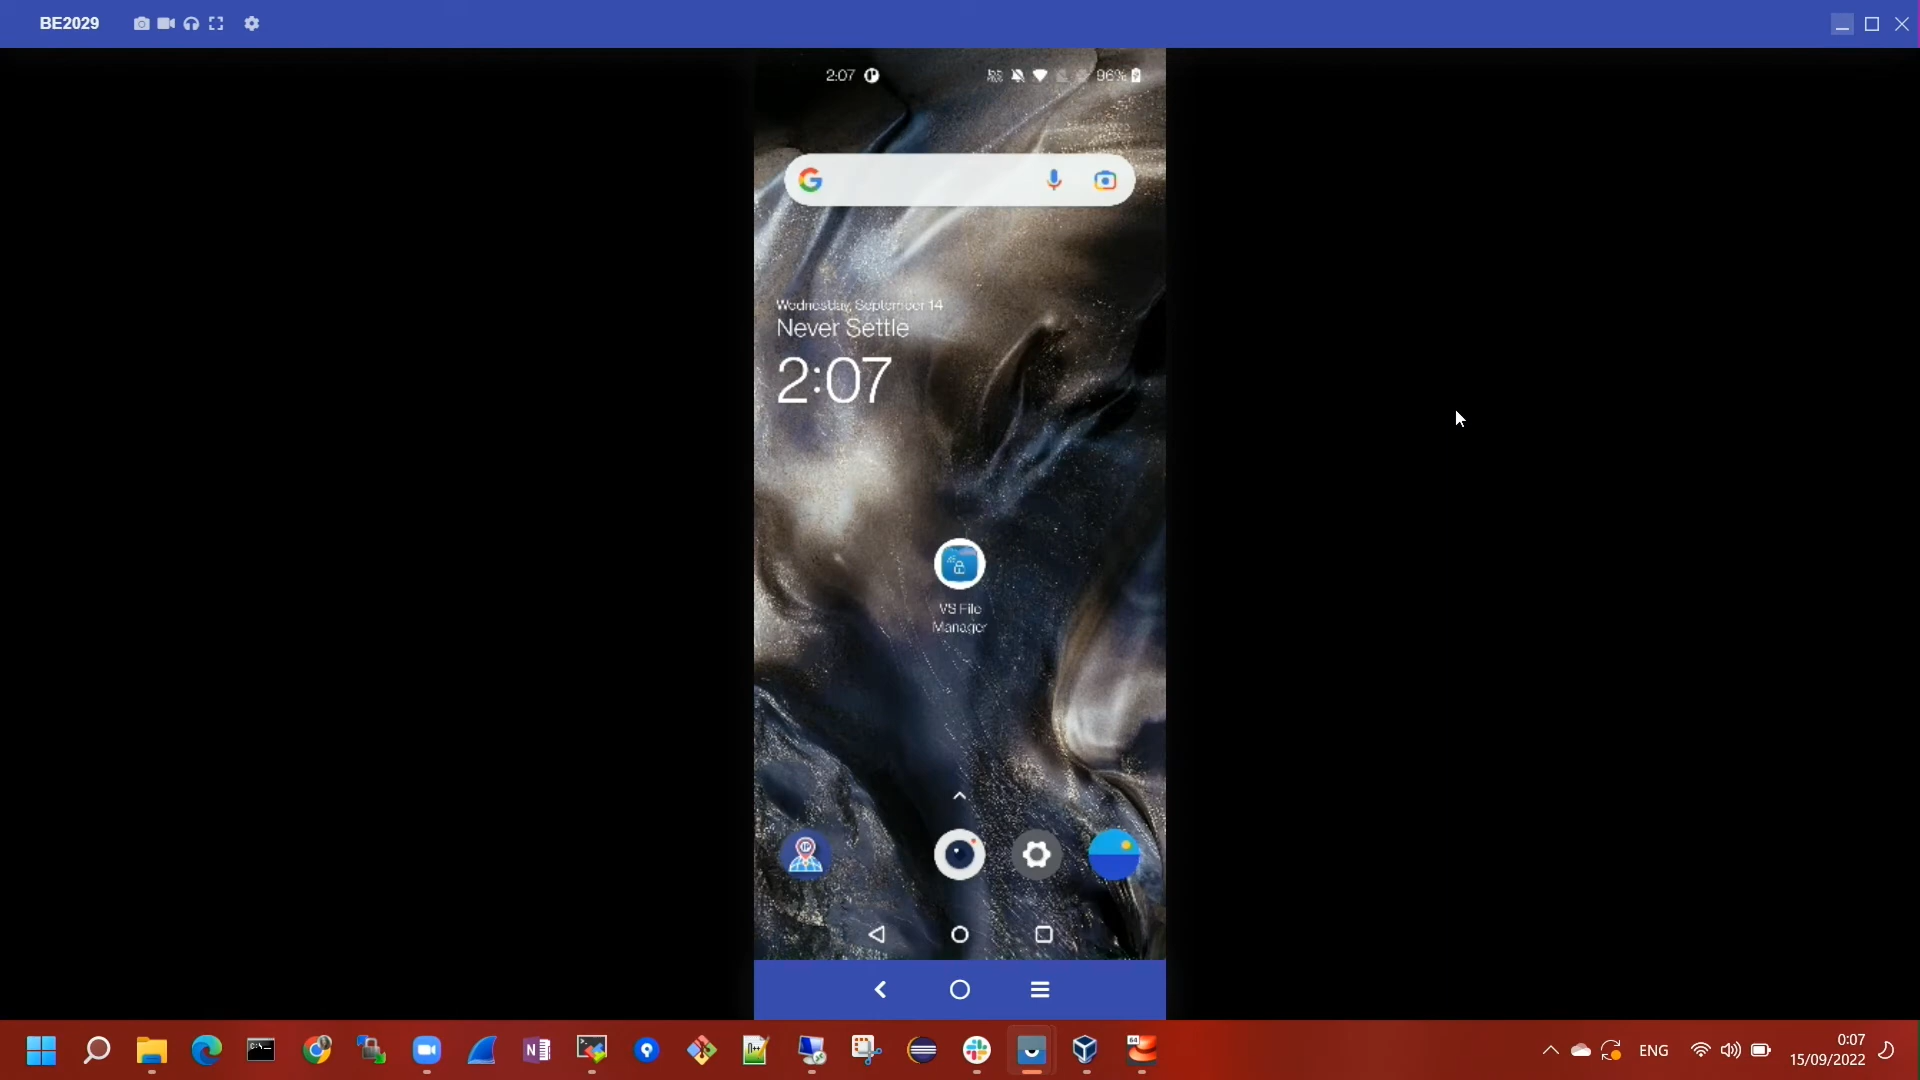 BE2029
2:07
96%
Wednesday, September 14
Never Settle
2:07
VS File
Manager
ENG
0:07
15/09/2022